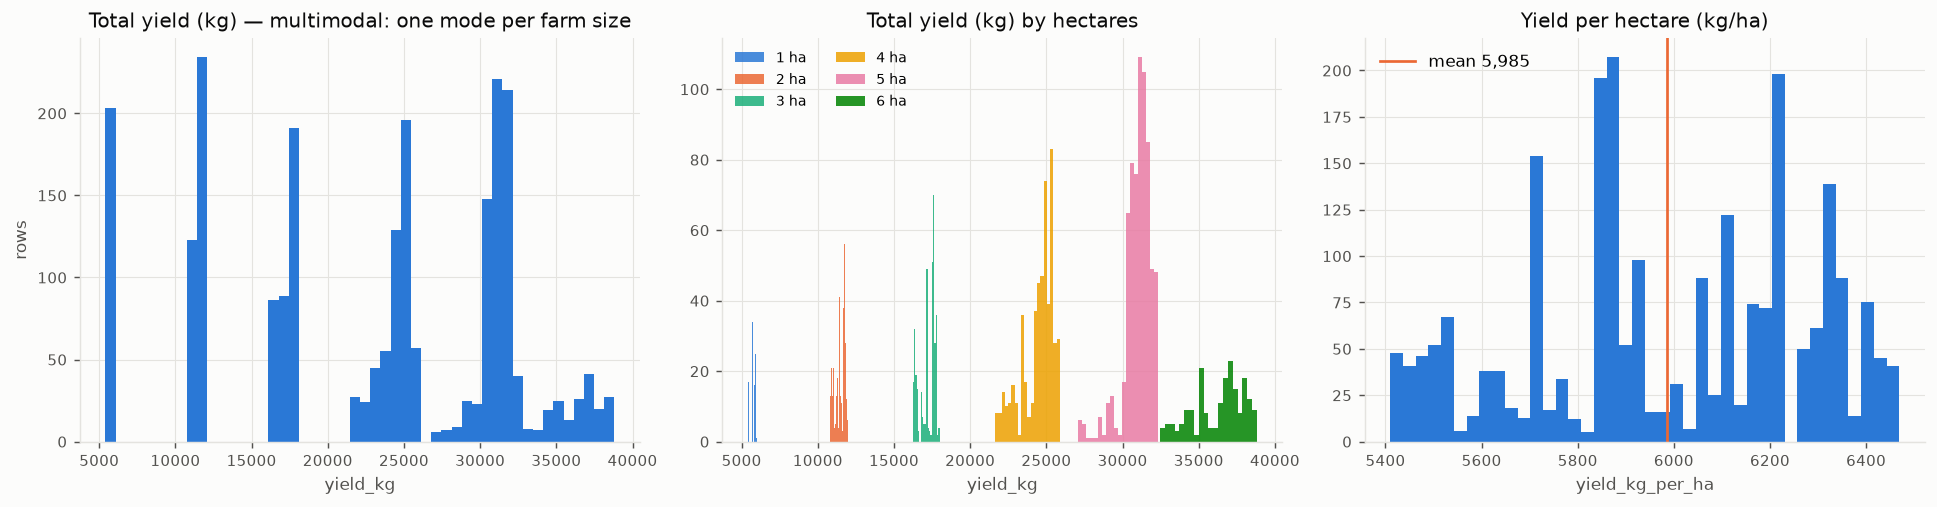 Total yield (kg) — multimodal: one mode per farm size
rows
200
150
100
50
0
5000 10000 15000 20000 25000 30000 35000 40000
yield_kg
Total yield (kg) by hectares
1 ha 4 ha
2 ha 5 ha
3 ha 6 ha
100
80
60
40
20
0
5000 10000 15000 20000 25000 30000 35000 40000
yield_kg
Yield per hectare (kg/ha)
mean 5,985
200
175
150
125
100
75
50
25
0
5400 5600 5800 6000 6200 6400
yield_kg_per_ha